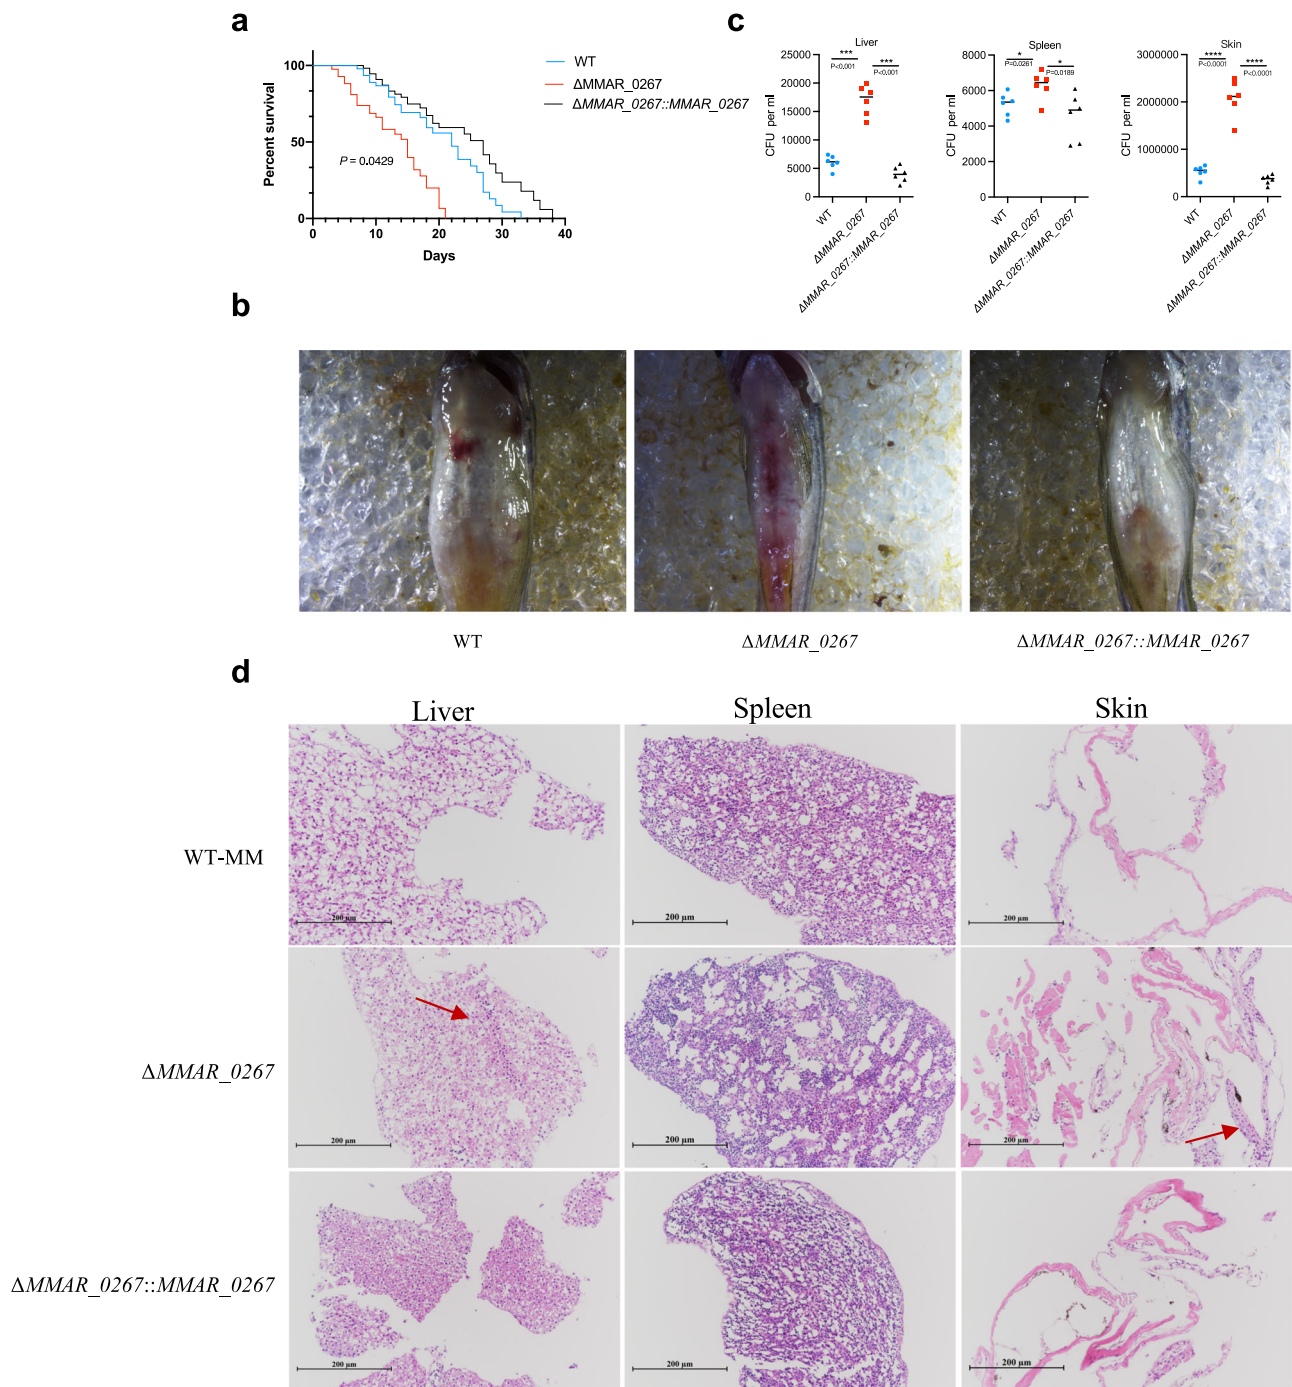 a
WT
ΔMMAR_0267
ΔMMAR_0267::MMAR_0267
Percent survival
100
50
0
P = 0.0429
0 10 20 30 40
Days
c
Liver
CFU per ml
25000
20000
15000
10000
5000
0
***
P<0.001
***
P<0.001
WT
ΔMMAR_0267
ΔMMAR_0267::MMAR_0267
Spleen
CFU per ml
8000
6000
4000
2000
0
*
P=0.0261
*
P=0.0189
WT
ΔMMAR_0267
ΔMMAR_0267::MMAR_0267
Skin
CFU per ml
3000000
2000000
1000000
0
****
P<0.0001
****
P<0.0001
WT
ΔMMAR_0267
ΔMMAR_0267::MMAR_0267
b
WT
ΔMMAR_0267
ΔMMAR_0267::MMAR_0267
d
Liver Spleen Skin
WT-MM
200 μm
200 μm
200 μm
ΔMMAR_0267
200 μm
200 μm
200 μm
ΔMMAR_0267::MMAR_0267
200 μm
200 μm
200 μm